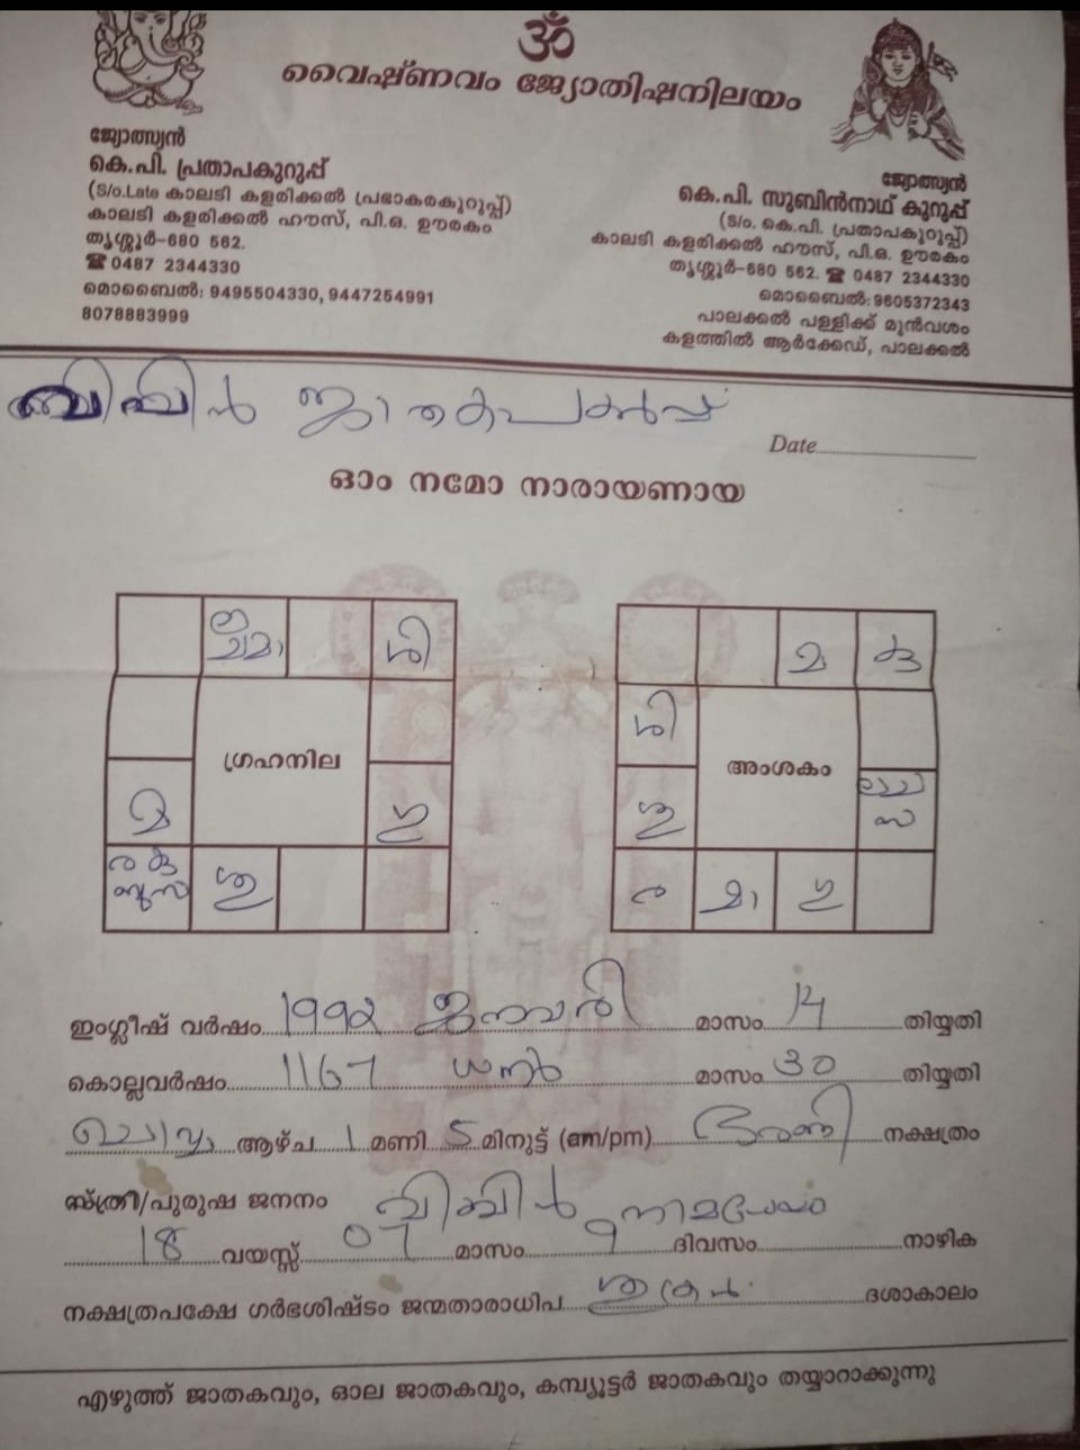 ॐ
വൈഷ്ണവം ജ്യോതിഷനിലയം
ജ്യോത്സ്യൻ
കെ.പി. പ്രതാപകുറുപ്പ്
(S/o.Late കാലടി കളരിക്കൽ പ്രഭാകരകുറുപ്പ്)
കാലടി കളരിക്കൽ ഹൗസ്, പി.ഒ. ഊരകം
തൃശ്ശൂർ-680 562.
☎ 0487 2344330
മൊബൈൽ: 9495504330, 9447254991
8078883999
ജ്യോത്സ്യൻ
കെ.പി. സുബിൻനാഥ് കുറുപ്പ്
(S/o. കെ.പി. പ്രതാപകുറുപ്പ്)
കാലടി കളരിക്കൽ ഹൗസ്, പി.ഒ. ഊരകം
തൃശ്ശൂർ-680 562. ☎ 0487 2344330
മൊബൈൽ: 9605372343
പാലക്കൽ പള്ളിക്ക് മുൻവശം
കളത്തിൽ ആർക്കേഡ്, പാലക്കൽ
ബിബിൻ ജാതകപകർപ്പ്
Date
ഓം നമോ നാരായണായ
ശി
ഗ്രഹനില
മ
ഗു
ര കു
ശു
മ കു
ശി
അംശകം
സ
ശു
ര മാ ഗു
ഇംഗ്ലീഷ് വർഷം 1992 ജനുവരി മാസം 14 തിയ്യതി
കൊല്ലവർഷം 1167 ധനു മാസം 30 തിയ്യതി
ചൊവ്വ ആഴ്ച 1 മണി 5 മിനുട്ട് (am/pm) ഭരണി നക്ഷത്രം
സ്ത്രീ/പുരുഷ ജനനം ബിബിൻ
18 വയസ്സ് 07 മാസം 9 ദിവസം നാഴിക
നക്ഷത്രപക്ഷേ ഗർഭശിഷ്ടം ജന്മതാരാധിപ ശുക്രൻ ദശാകാലം
എഴുത്ത് ജാതകവും, ഓല ജാതകവും, കമ്പ്യൂട്ടർ ജാതകവും തയ്യാറാക്കുന്നു